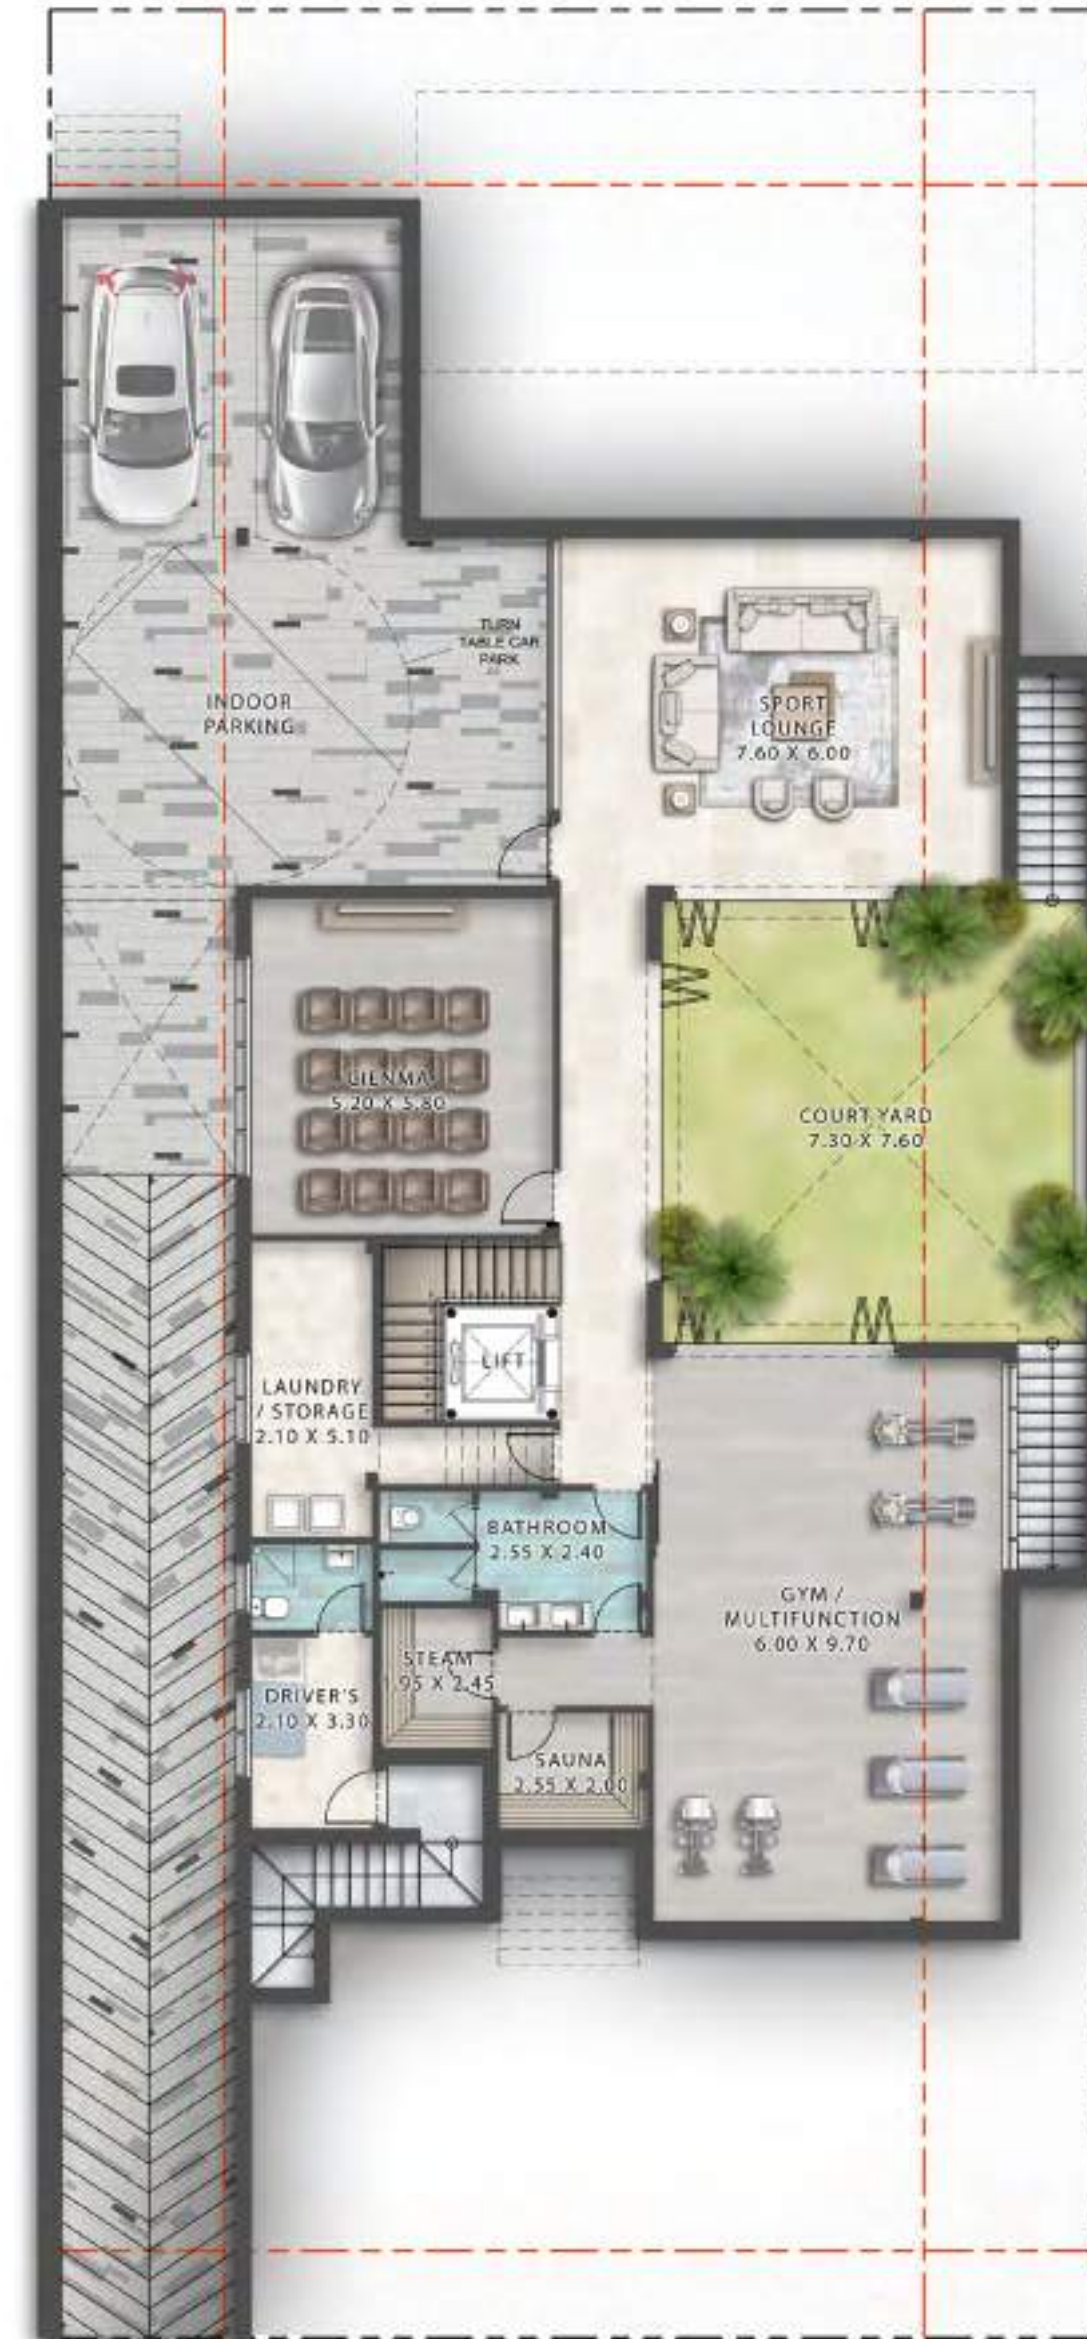 TURN
TABLE CAR
PARK
INDOOR
PARKING
SPORT
LOUNGE
7.60 X 6.00
CIENMA
5.20 X 5.80
COURT YARD
7.30 X 7.60
LIFT
LAUNDRY
/ STORAGE
2.10 X 5.10
BATHROOM
2.55 X 2.40
GYM /
MULTIFUNCTION
6.00 X 9.70
STEAM
.95 X 2.45
DRIVER'S
2.10 X 3.30
SAUNA
2.55 X 2.00